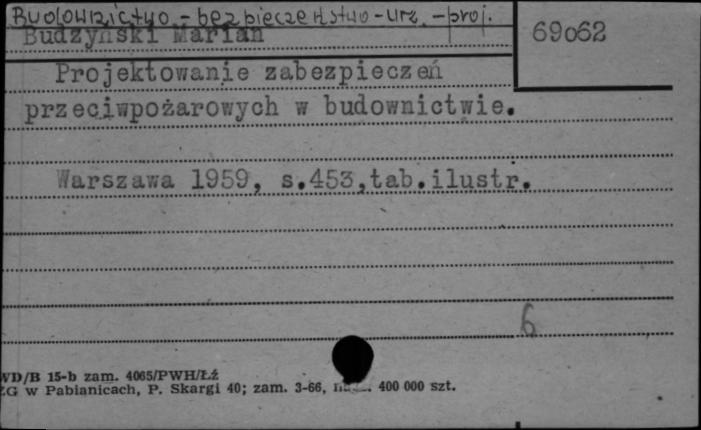 Budownictwo - bezpieczeństwo - urz. - proj.
Budzyński Marian
69o62
Projektowanie zabezpieczeń
przeciwpożarowych w budownictwie.
Warszawa 1959, s.453,tab.ilustr.
6
WD/B 15-b zam. 4065/PWH/Łź
ZG w Pabianicach, P. Skargi 40; zam. 3-66, 400 000 szt.